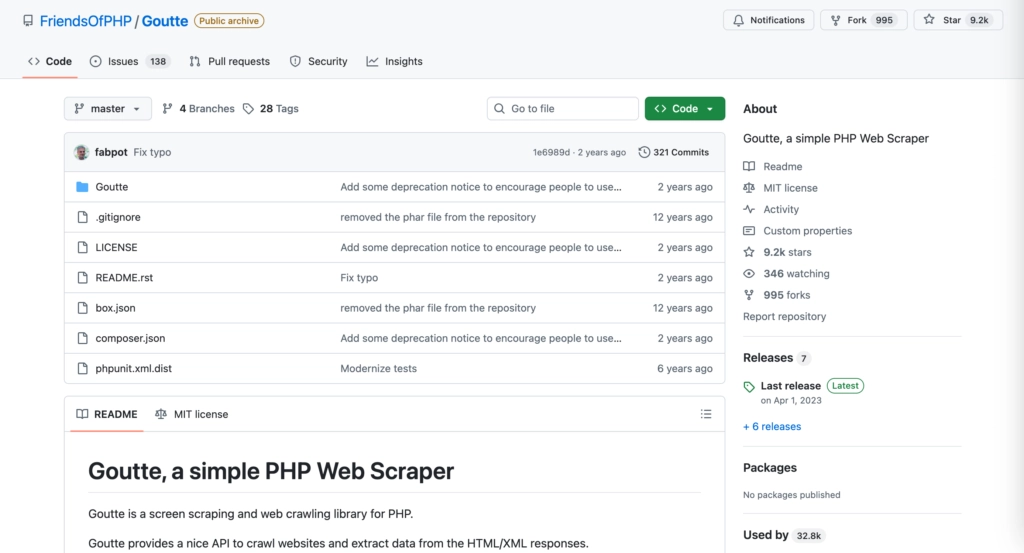 FriendsOfPHP / Goutte Public archive
Notifications Fork 995 Star 9.2k
Code Issues 138 Pull requests Security Insights
master 4 Branches 28 Tags Go to file Code
fabpot Fix typo 1e6989d · 2 years ago 321 Commits
Goutte Add some deprecation notice to encourage people to use... 2 years ago
.gitignore removed the phar file from the repository 12 years ago
LICENSE Add some deprecation notice to encourage people to use... 2 years ago
README.rst Fix typo 2 years ago
box.json removed the phar file from the repository 12 years ago
composer.json Add some deprecation notice to encourage people to use... 2 years ago
phpunit.xml.dist Modernize tests 6 years ago
README MIT license
Goutte, a simple PHP Web Scraper
Goutte is a screen scraping and web crawling library for PHP.
Goutte provides a nice API to crawl websites and extract data from the HTML/XML responses.
About
Goutte, a simple PHP Web Scraper
Readme
MIT license
Activity
Custom properties
9.2k stars
346 watching
995 forks
Report repository
Releases 7
Last release Latest
on Apr 1, 2023
+ 6 releases
Packages
No packages published
Used by 32.8k